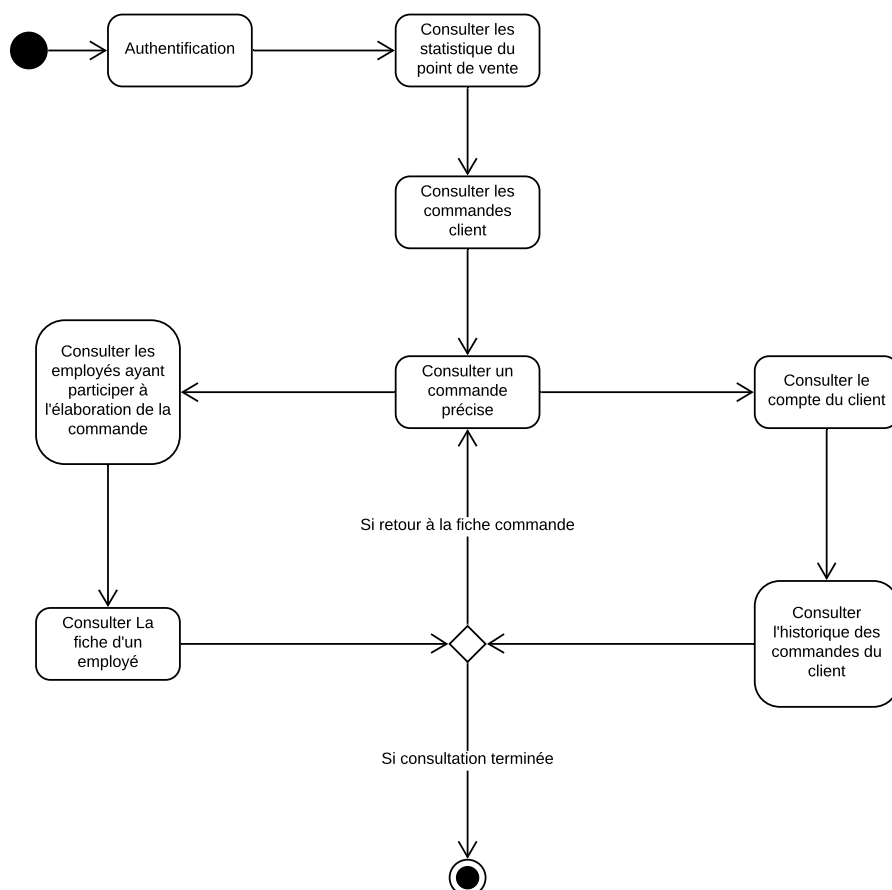 Authentification
Consulter les
statistique du
point de vente
Consulter les
commandes
client
Consulter les
employés ayant
participer à
l'élaboration de la
commande
Consulter un
commande
précise
Consulter le
compte du client
Si retour à la fiche commande
Consulter La
fiche d'un
employé
Consulter
l'historique des
commandes du
client
Si consultation terminée